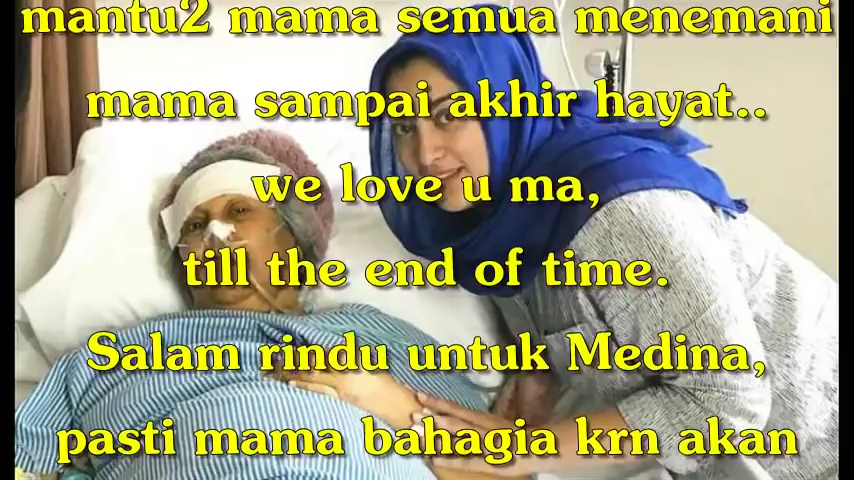 mantu2 mama semua menemani
mama sampai akhir hayat..
we love u ma,
till the end of time.
Salam rindu untuk Medina,
pasti mama bahagia krn akan